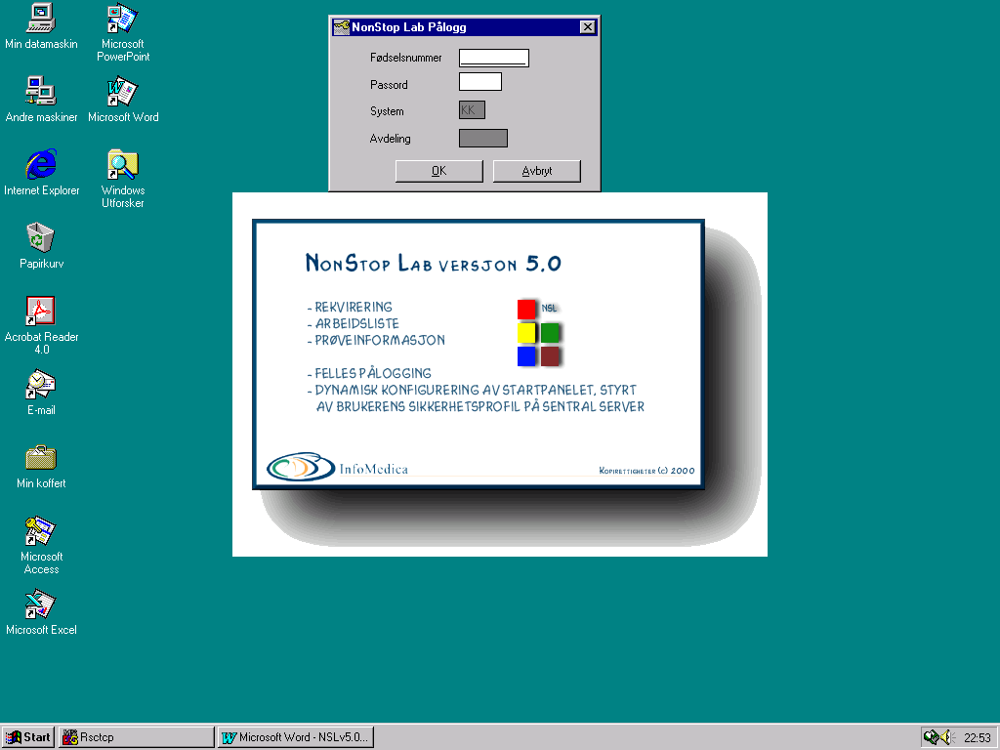 Min datamaskin
Microsoft
PowerPoint
Andre maskiner
Microsoft Word
Internet Explorer
Windows
Utforsker
Papirkurv
Acrobat Reader
4.0
E-mail
Min koffert
Microsoft
Access
Microsoft Excel
NonStop Lab Pålogg
Fødselsnummer
Passord
System KK
Avdeling
OK Avbryt
NonStop Lab versjon 5.0
- REKVIRERING
NSL
- ARBEIDSLISTE
- PRØVEINFORMASJON
- FELLES PÅLOGGING
- DYNAMISK KONFIGURERING AV STARTPANELET, STYRT
AV BRUKERENS SIKKERHETSPROFIL PÅ SENTRAL SERVER
InfoMedica
Kopirettigheter (c) 2000
Start Rsctcp Microsoft Word - NSLv5.0... 22:53